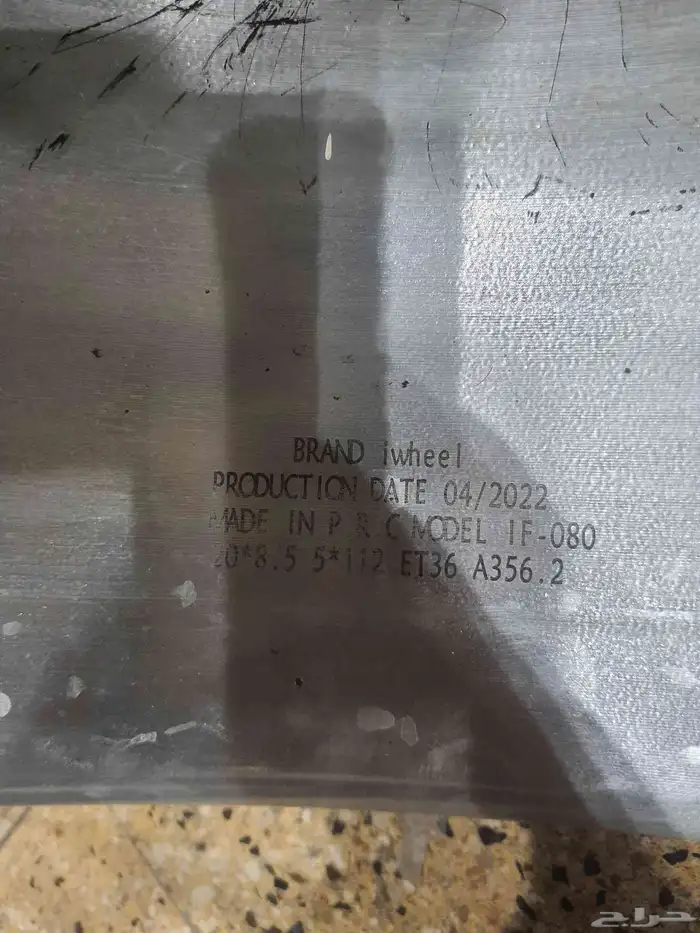 BRAND iwheel
PRODUCTION DATE 04/2022
MADE IN P R C MODEL IF-080
20*8.5 5*112 ET36 A356.2
حراج